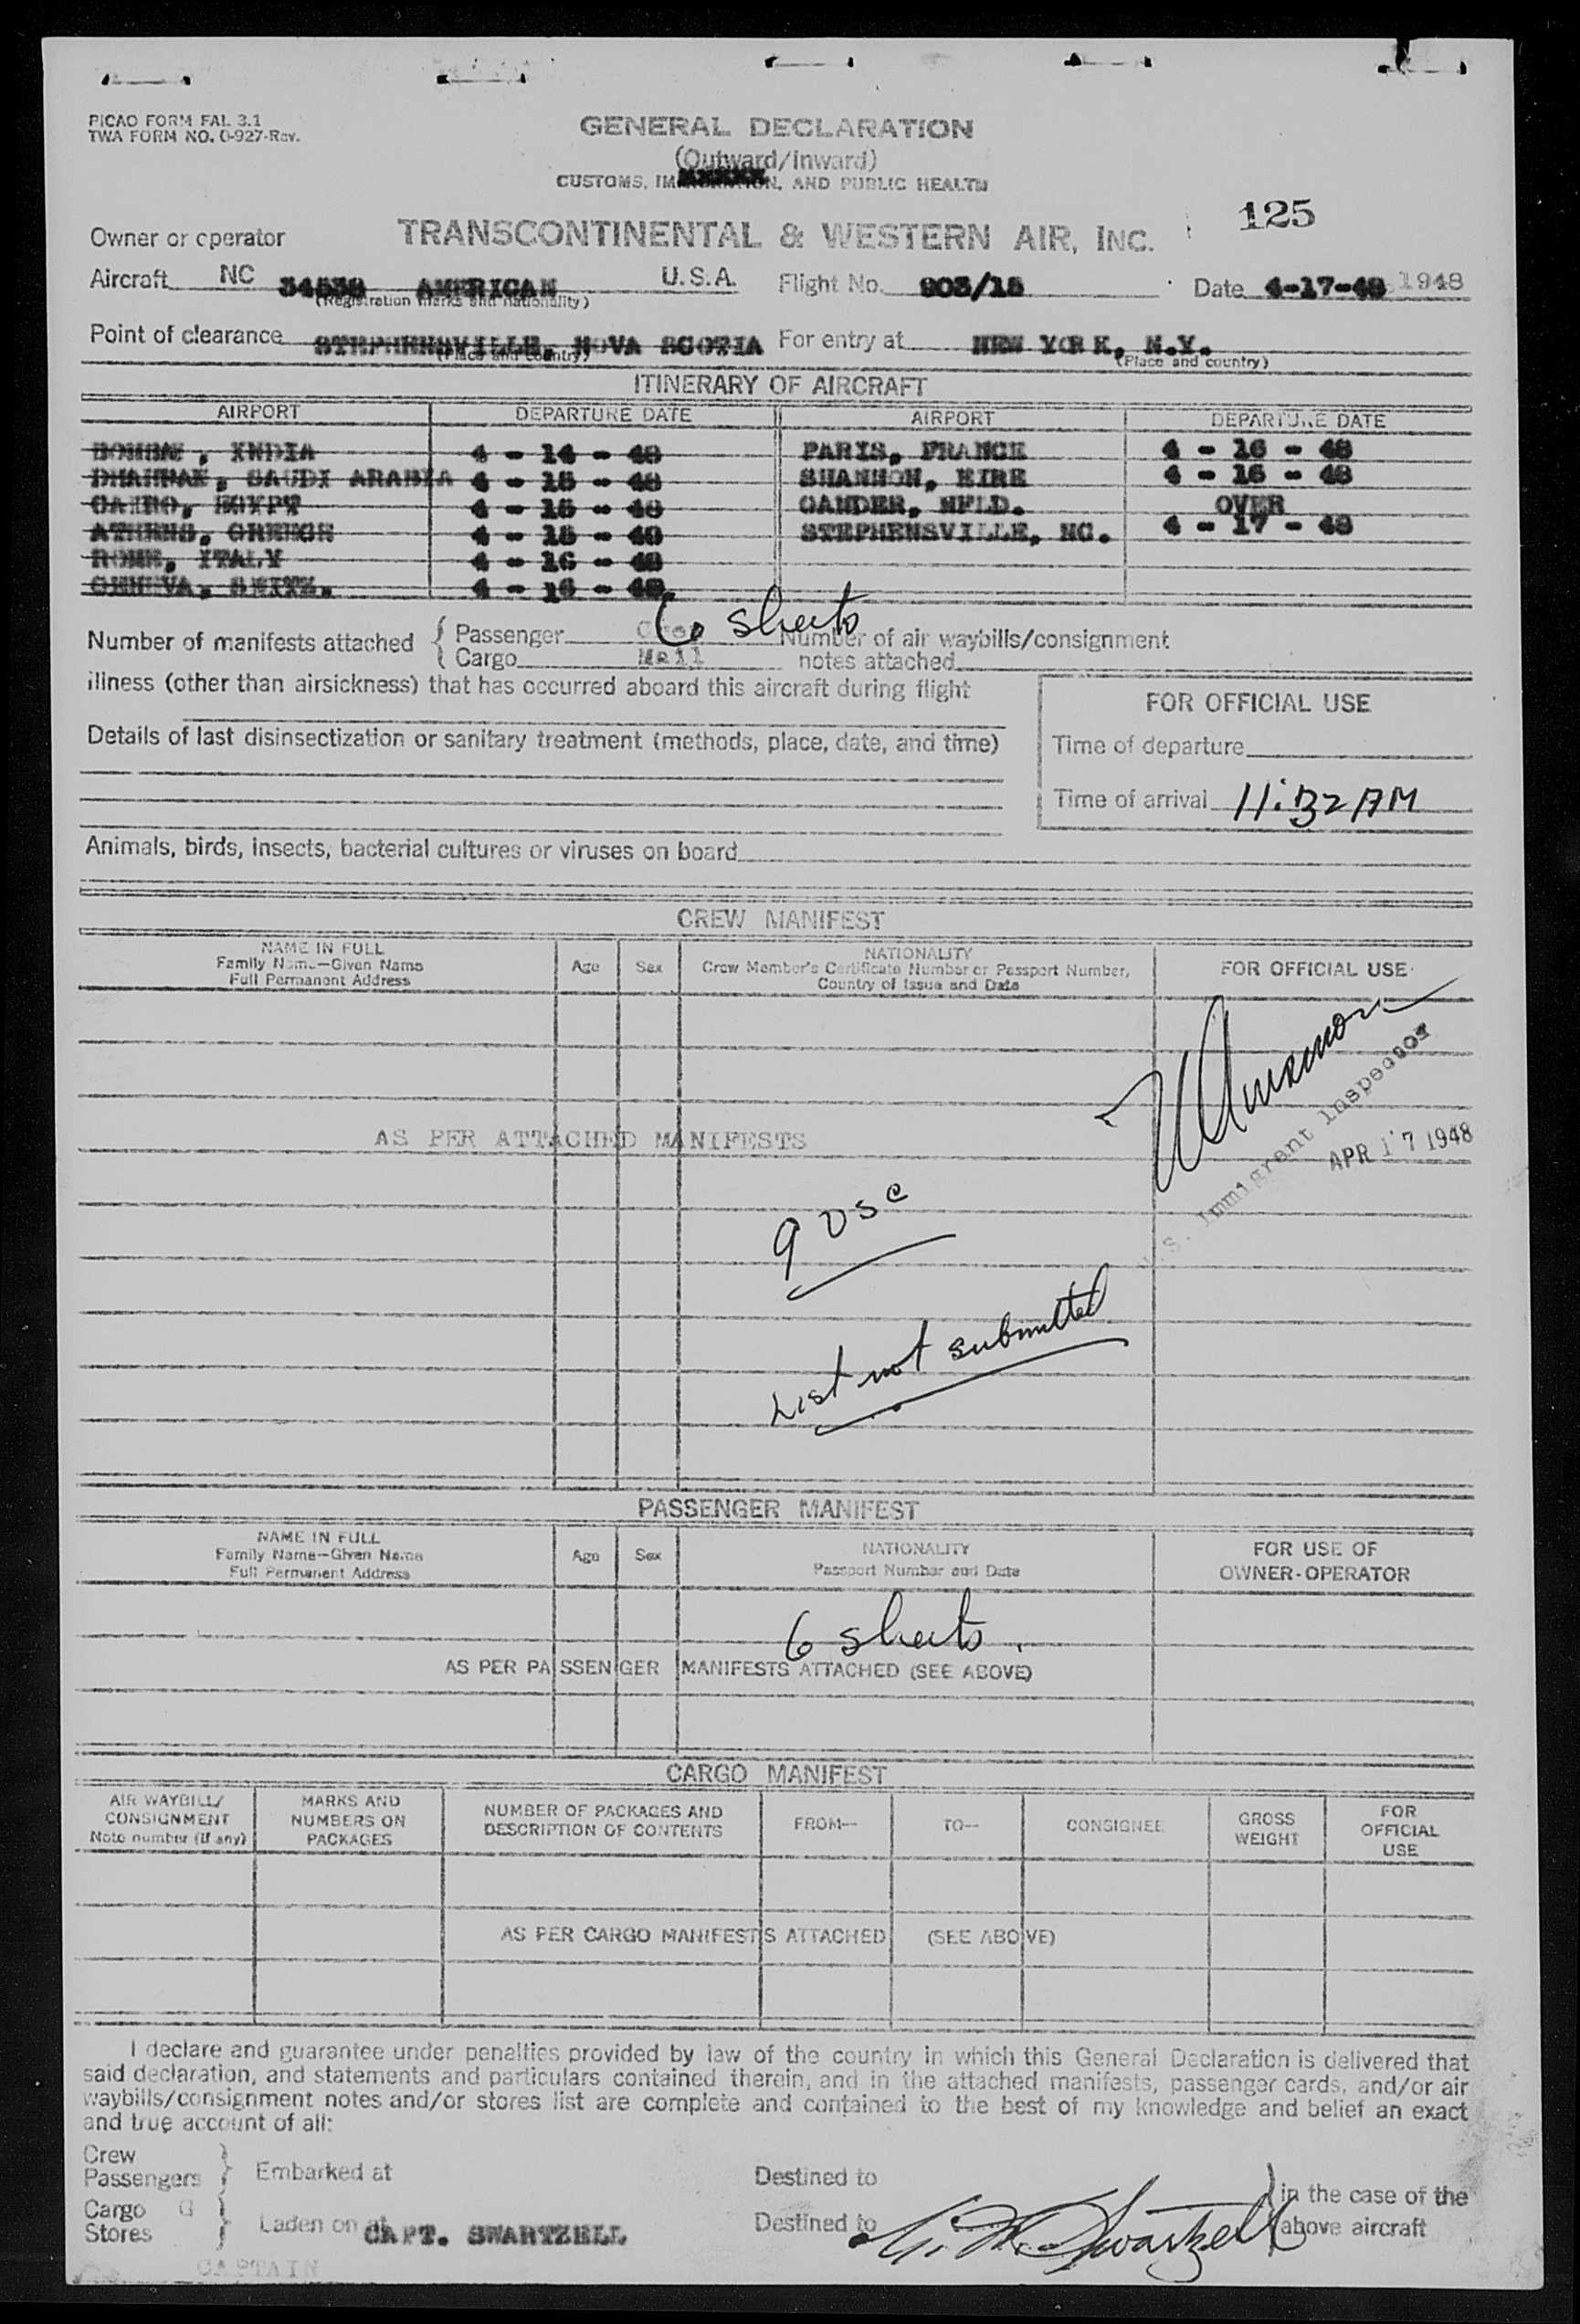 PICAO FORM FAL 3.1
TWA FORM NO. O-927-Rev.
GENERAL DECLARATION
(Outward/Inward)
CUSTOMS, IMMIGRATION, AND PUBLIC HEALTH
125
Owner or operator TRANSCONTINENTAL & WESTERN AIR, INC.
Aircraft NC 34538 AMERICAN U.S.A. Flight No. 903/15 Date 4-17-48 1948
(Registration marks and nationality)
Point of clearance STEPHENSVILLE, NOVA SCOTIA For entry at NEW YORK, N.Y.
(Place and country) (Place and country)
ITINERARY OF AIRCRAFT
AIRPORT DEPARTURE DATE AIRPORT DEPARTURE DATE
BOMBAY, INDIA 4 - 14 - 48 PARIS, FRANCE 4 - 16 - 48
DHAHRAN, SAUDI ARABIA 4 - 15 - 48 SHANNON, EIRE 4 - 16 - 48
CAIRO, EGYPT 4 - 15 - 48 GANDER, NFLD. OVER
ATHENS, GREECE 4 - 15 - 48 STEPHENSVILLE, NC. 4 - 17 - 48
ROME, ITALY 4 - 16 - 48
GENEVA, SWITZ. 4 - 16 - 48.
Number of manifests attached { Passenger 6 sheets Number of air waybills/consignment
Cargo Mail notes attached
Illness (other than airsickness) that has occurred aboard this aircraft during flight
FOR OFFICIAL USE
Details of last disinsectization or sanitary treatment (methods, place, date, and time)
Time of departure
Time of arrival 11:32 AM
Animals, birds, insects, bacterial cultures or viruses on board
CREW MANIFEST
NAME IN FULL
Family Name—Given Name
Full Permanent Address
Age
Sex
NATIONALITY
Crew Member's Certificate Number or Passport Number,
Country of Issue and Date
FOR OFFICIAL USE
U.S. Immigrant Inspector
APR 17 1948
AS PER ATTACHED MANIFESTS
9 USC
List not submitted
PASSENGER MANIFEST
NAME IN FULL
Family Name—Given Name
Full Permanent Address
Age
Sex
NATIONALITY
Passport Number and Date
FOR USE OF
OWNER-OPERATOR
6 sheets.
AS PER PASSENGER MANIFESTS ATTACHED (SEE ABOVE)
CARGO MANIFEST
AIR WAYBILL/
CONSIGNMENT
Note number (if any)
MARKS AND
NUMBERS ON
PACKAGES
NUMBER OF PACKAGES AND
DESCRIPTION OF CONTENTS
FROM—
TO—
CONSIGNEE
GROSS
WEIGHT
FOR
OFFICIAL
USE
AS PER CARGO MANIFESTS ATTACHED (SEE ABOVE)
I declare and guarantee under penalties provided by law of the country in which this General Declaration is delivered that
said declaration, and statements and particulars contained therein, and in the attached manifests, passenger cards, and/or air
waybills/consignment notes and/or stores list are complete and contained to the best of my knowledge and belief an exact
and true account of all:
Crew
Passengers } Embarked at Destined to
in the case of the
Cargo
Stores } Laden on at CAPT. SWARTZELL Destined to
above aircraft
Swartzell
CAPTAIN